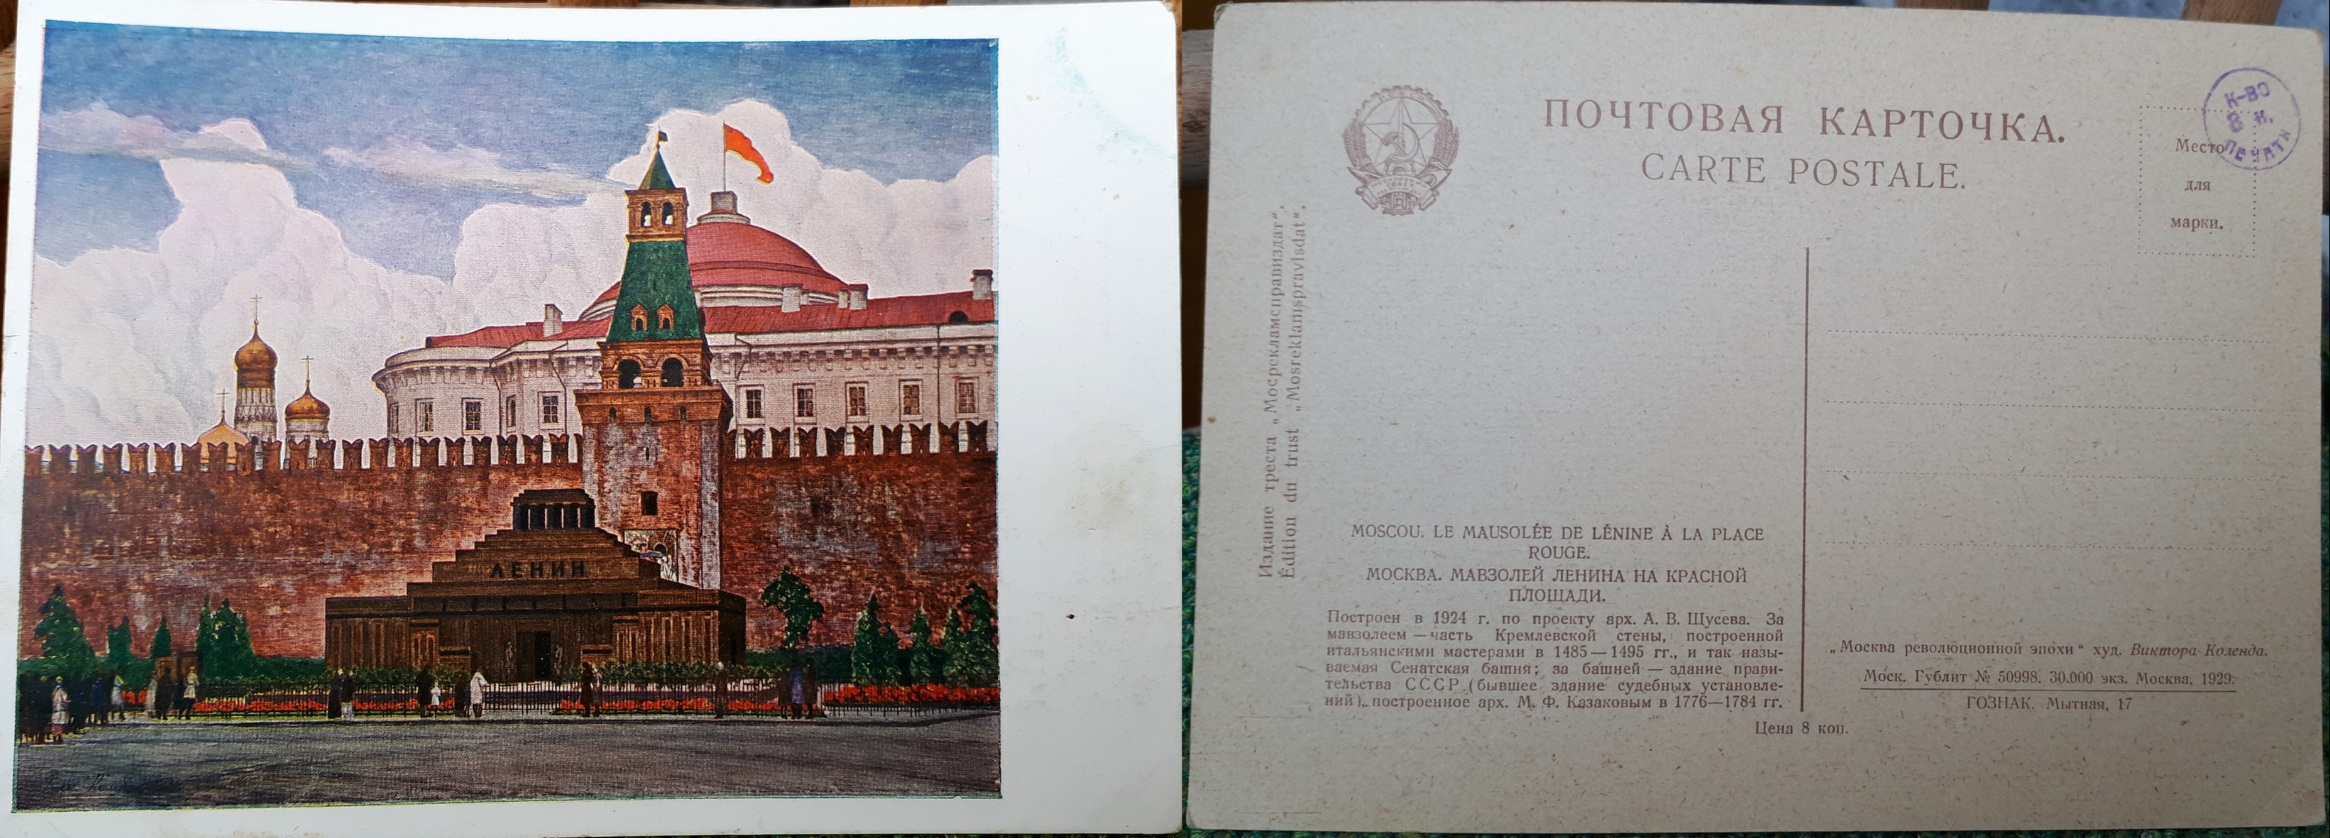 ЛЕНИН
ПОЧТОВАЯ КАРТОЧКА.
CARTE POSTALE.
К-ВО
8 к.
ПЕЧАТИ
Место
для
марки.
Издание треста „Мосрекламсправиздат“.
Édition du trust „Mosreklamspravisdat“.
MOSCOU. LE MAUSOLÉE DE LÉNINE À LA PLACE
ROUGE.
МОСКВА. МАВЗОЛЕЙ ЛЕНИНА НА КРАСНОЙ
ПЛОЩАДИ.
Построен в 1924 г. по проекту арх. А. В. Щусева. За
мавзолеем — часть Кремлевской стены, построенной
итальянскими мастерами в 1485—1495 гг., и так назы-
ваемая Сенатская башня; за башней — здание прави-
тельства СССР (бывшее здание судебных установле-
ний), построенное арх. М. Ф. Казаковым в 1776—1784 гг.
„Москва революционной эпохи“ худ. Виктора Коленда.
Моск. Гублит № 50998. 30.000 экз. Москва, 1929.
ГОЗНАК. Мытная, 17
Цена 8 коп.